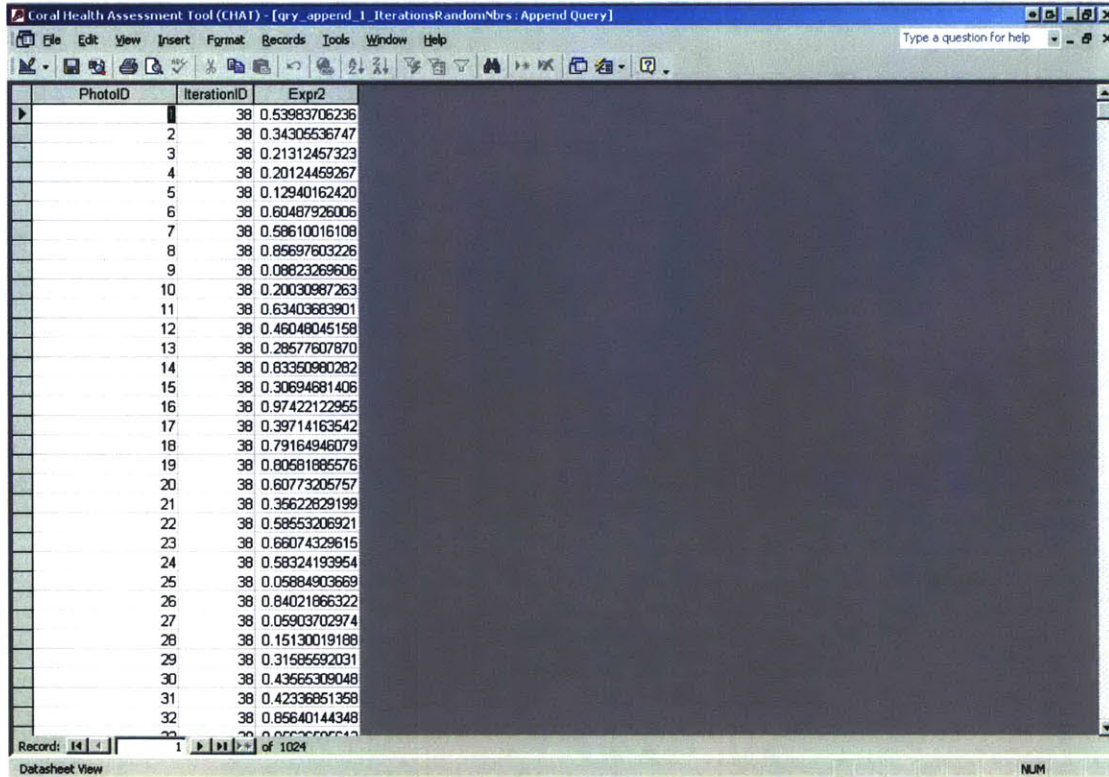 Coral Health Assessment Tool (CHAT) - [qry_append_1_IterationsRandomNbrs : Append Query]
File Edit View Insert Format Records Tools Window Help Type a question for help
PhotoID IterationID Expr2
1 38 0.53983706236
2 38 0.34305536747
3 38 0.21312457323
4 38 0.20124459267
5 38 0.12940162420
6 38 0.60487926006
7 38 0.58610016108
8 38 0.85697603226
9 38 0.08823269606
10 38 0.20030987263
11 38 0.63403683901
12 38 0.46048045158
13 38 0.28577607870
14 38 0.83350980282
15 38 0.30694681406
16 38 0.97422122955
17 38 0.39714163542
18 38 0.79164946079
19 38 0.80581885576
20 38 0.60773205757
21 38 0.35622829199
22 38 0.58553206921
23 38 0.66074329615
24 38 0.58324193954
25 38 0.05884903669
26 38 0.84021866322
27 38 0.05903702974
28 38 0.15130019188
29 38 0.31585592031
30 38 0.43565309048
31 38 0.42336851358
32 38 0.85640144348
Record: 1 of 1024
Datasheet View NUM